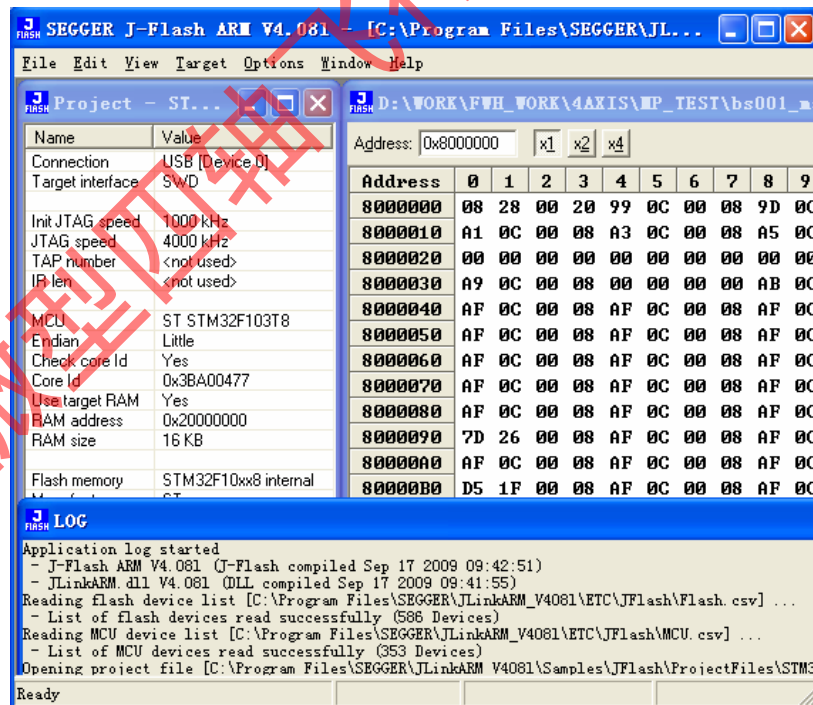 SEGGER J-Flash ARM V4.081 - [C:\Program Files\SEGGER\JL...
File Edit View Target Options Window Help
Project - ST...
Name Value
Connection USB [Device 0]
Target interface SWD
Init JTAG speed 1000 kHz
JTAG speed 4000 kHz
TAP number <not used>
IR len <not used>
MCU ST STM32F103T8
Endian Little
Check core Id Yes
Core Id 0x3BA00477
Use target RAM Yes
RAM address 0x20000000
RAM size 16 KB
Flash memory STM32F10xx8 internal
D:\WORK\FWH_WORK\4AXIS\MP_TEST\bs001_m
Address: 0x8000000 x1 x2 x4
Address 0 1 2 3 4 5 6 7 8 9
8000000 08 28 00 20 99 0C 00 08 9D 0C
8000010 A1 0C 00 08 A3 0C 00 08 A5 0C
8000020 00 00 00 00 00 00 00 00 00 00
8000030 A9 0C 00 08 00 00 00 00 AB 0C
8000040 AF 0C 00 08 AF 0C 00 08 AF 0C
8000050 AF 0C 00 08 AF 0C 00 08 AF 0C
8000060 AF 0C 00 08 AF 0C 00 08 AF 0C
8000070 AF 0C 00 08 AF 0C 00 08 AF 0C
8000080 AF 0C 00 08 AF 0C 00 08 AF 0C
8000090 7D 26 00 08 AF 0C 00 08 AF 0C
80000A0 AF 0C 00 08 AF 0C 00 08 AF 0C
80000B0 D5 1F 00 08 AF 0C 00 08 AF 0C
LOG
Application log started
- J-Flash ARM V4.081 (J-Flash compiled Sep 17 2009 09:42:51)
- JLinkARM.dll V4.081 (DLL compiled Sep 17 2009 09:41:55)
Reading flash device list [C:\Program Files\SEGGER\JLinkARM_V4081\ETC\JFlash\Flash.csv] ...
- List of flash devices read successfully (586 Devices)
Reading MCU device list [C:\Program Files\SEGGER\JLinkARM_V4081\ETC\JFlash\MCU.csv] ...
- List of MCU devices read successfully (353 Devices)
Opening project file [C:\Program Files\SEGGER\JLinkARM_V4081\Samples\JFlash\ProjectFiles\STM3
Ready
微型四轴飞